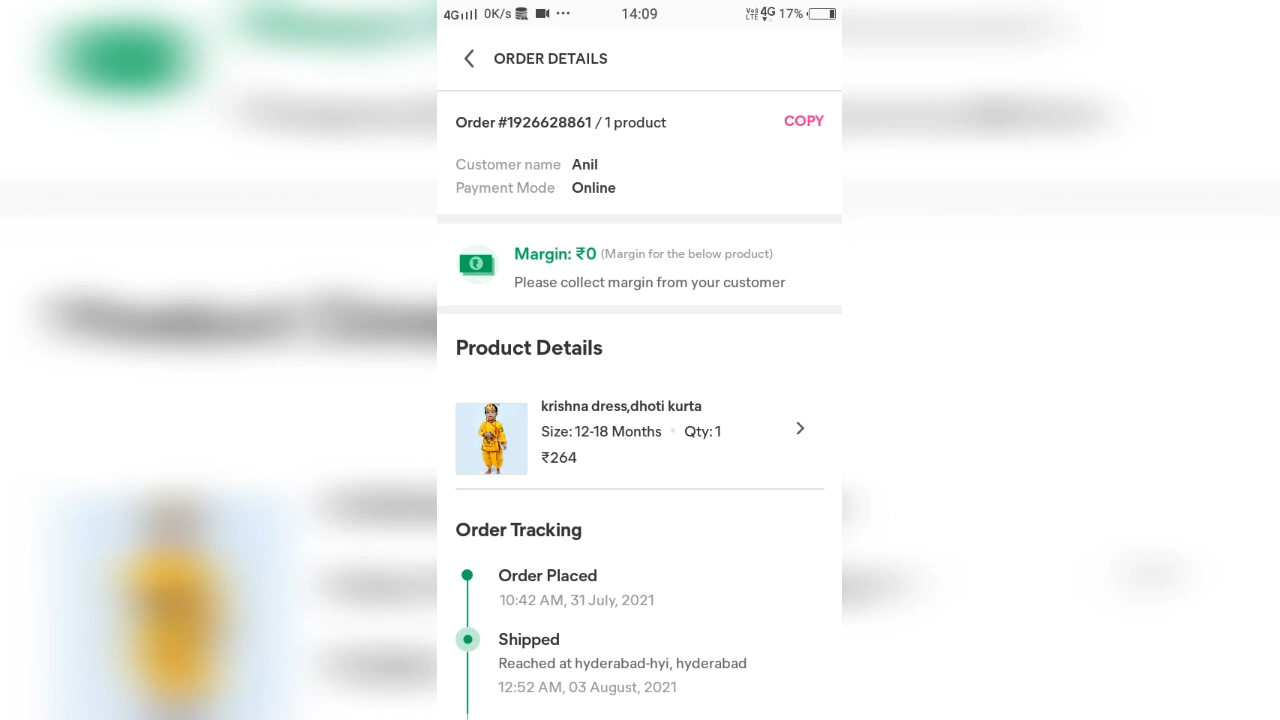 4G 0K/s ... 14:09 VoD LTE 4G 17%
ORDER DETAILS
Order #1926628861 / 1 product COPY
Customer name Anil
Payment Mode Online
Margin: ₹0 (Margin for the below product)
Please collect margin from your customer
Product Details
krishna dress,dhoti kurta
Size: 12-18 Months • Qty: 1
₹264
Order Tracking
Order Placed
10:42 AM, 31 July, 2021
Shipped
Reached at hyderabad-hyi, hyderabad
12:52 AM, 03 August, 2021